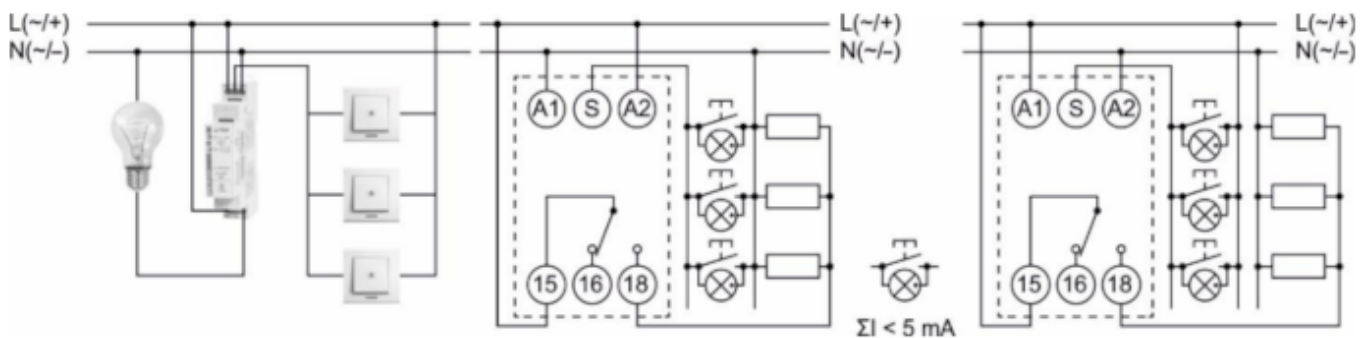 L(~/+)
N(~/–)
L(~/+)
N(~/–)
L(~/+)
N(~/–)
A1 S A2
A1 S A2
15 16 18
15 16 18
ΣI < 5 mA